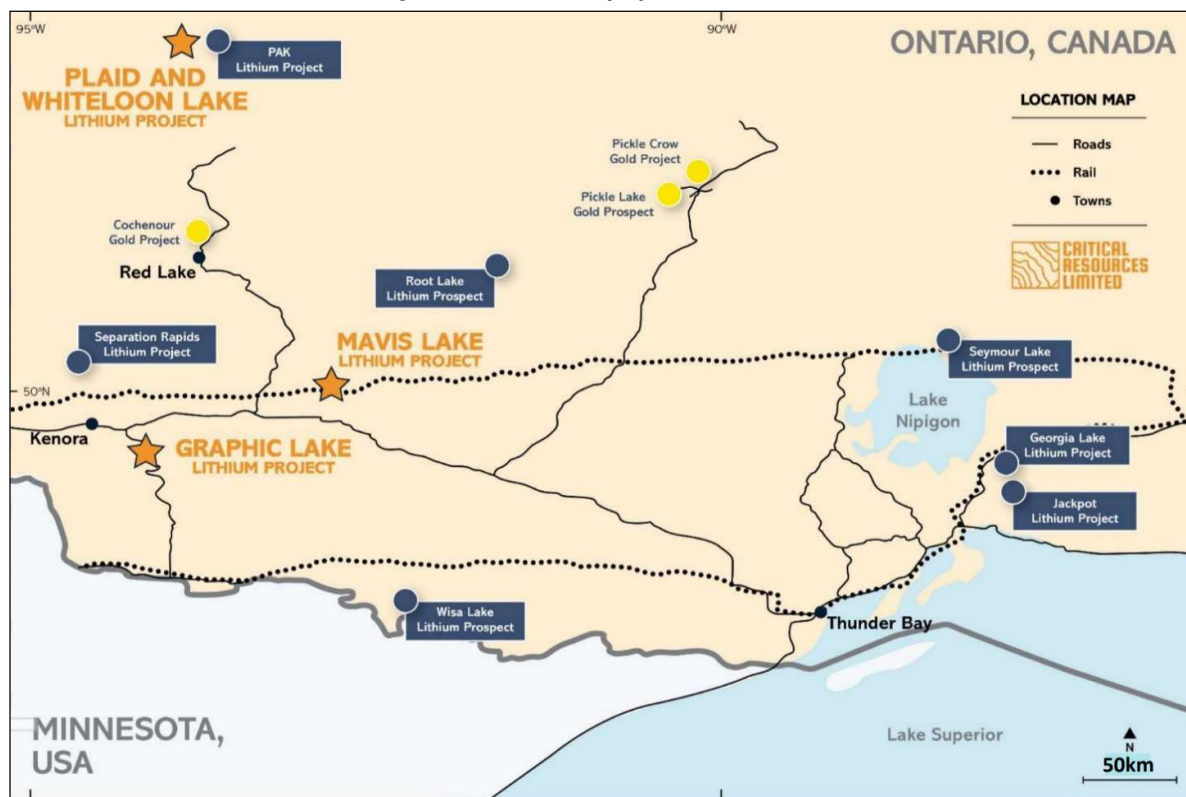 95°W
90°W
ONTARIO, CANADA
PAK
Lithium Project
PLAID AND
WHITELOON LAKE
LITHIUM PROJECT
LOCATION MAP
Roads
Rail
Towns
CRITICAL
RESOURCES
LIMITED
Pickle Crow
Gold Project
Pickle Lake
Gold Prospect
Cochenour
Gold Project
Red Lake
Root Lake
Lithium Prospect
Separation Rapids
Lithium Project
MAVIS LAKE
LITHIUM PROJECT
Seymour Lake
Lithium Prospect
50°N
Lake
Nipigon
Kenora
GRAPHIC LAKE
LITHIUM PROJECT
Georgia Lake
Lithium Project
Jackpot
Lithium Project
Wisa Lake
Lithium Prospect
Thunder Bay
MINNESOTA,
USA
Lake Superior
N
50km